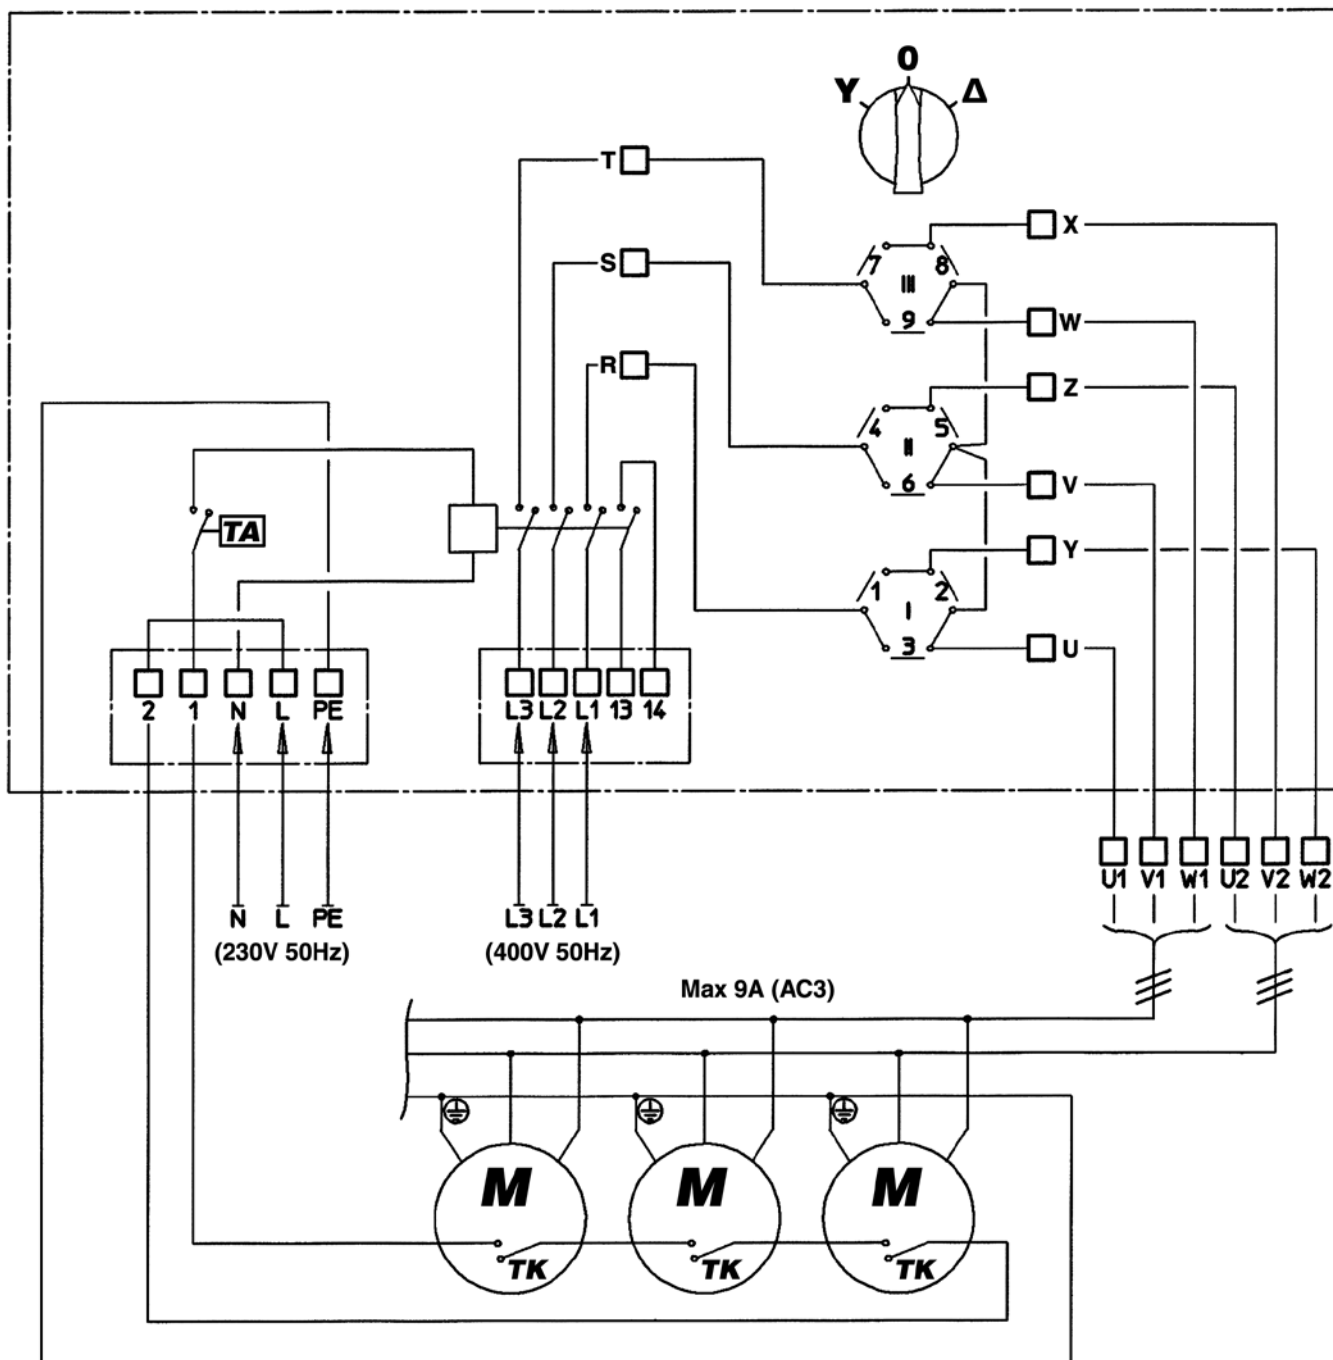 0
Y Δ
T
X
7 8
III
S
9
W
R
Z
4 5
II
6
V
TA
Y
1 2
I
3
U
2 1 N L PE
L3 L2 L1 13 14
U1 V1 W1 U2 V2 W2
N L PE
L3 L2 L1
(230V 50Hz)
(400V 50Hz)
Max 9A (AC3)
M M M
TK TK TK